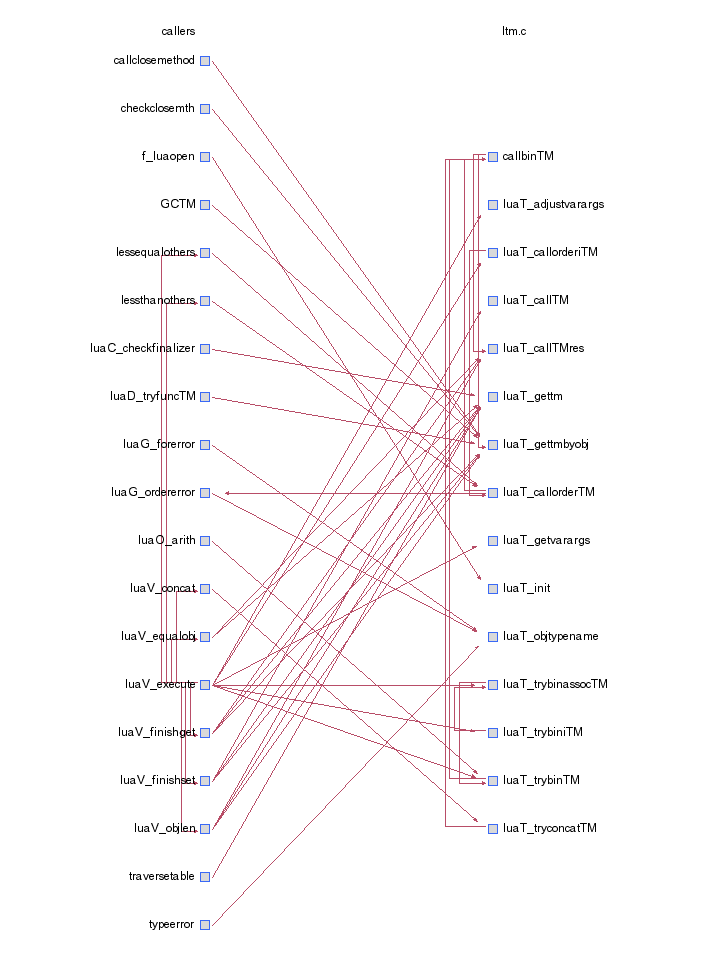 callers
ltm.c
callclosemethod
checkclosemth
f_luaopen
callbinTM
GCTM
luaT_adjustvarargs
lessequalothers
luaT_callorderiTM
lessthanothers
luaT_callTM
luaC_checkfinalizer
luaT_callTMres
luaD_tryfuncTM
luaT_gettm
luaG_forerror
luaT_gettmbyobj
luaG_ordererror
luaT_callorderTM
luaO_arith
luaT_getvarargs
luaV_concat
luaT_init
luaV_equalobj
luaT_objtypename
luaV_execute
luaT_trybinassocTM
luaV_finishget
luaT_trybiniTM
luaV_finishset
luaT_trybinTM
luaV_objlen
luaT_tryconcatTM
traversetable
typeerror